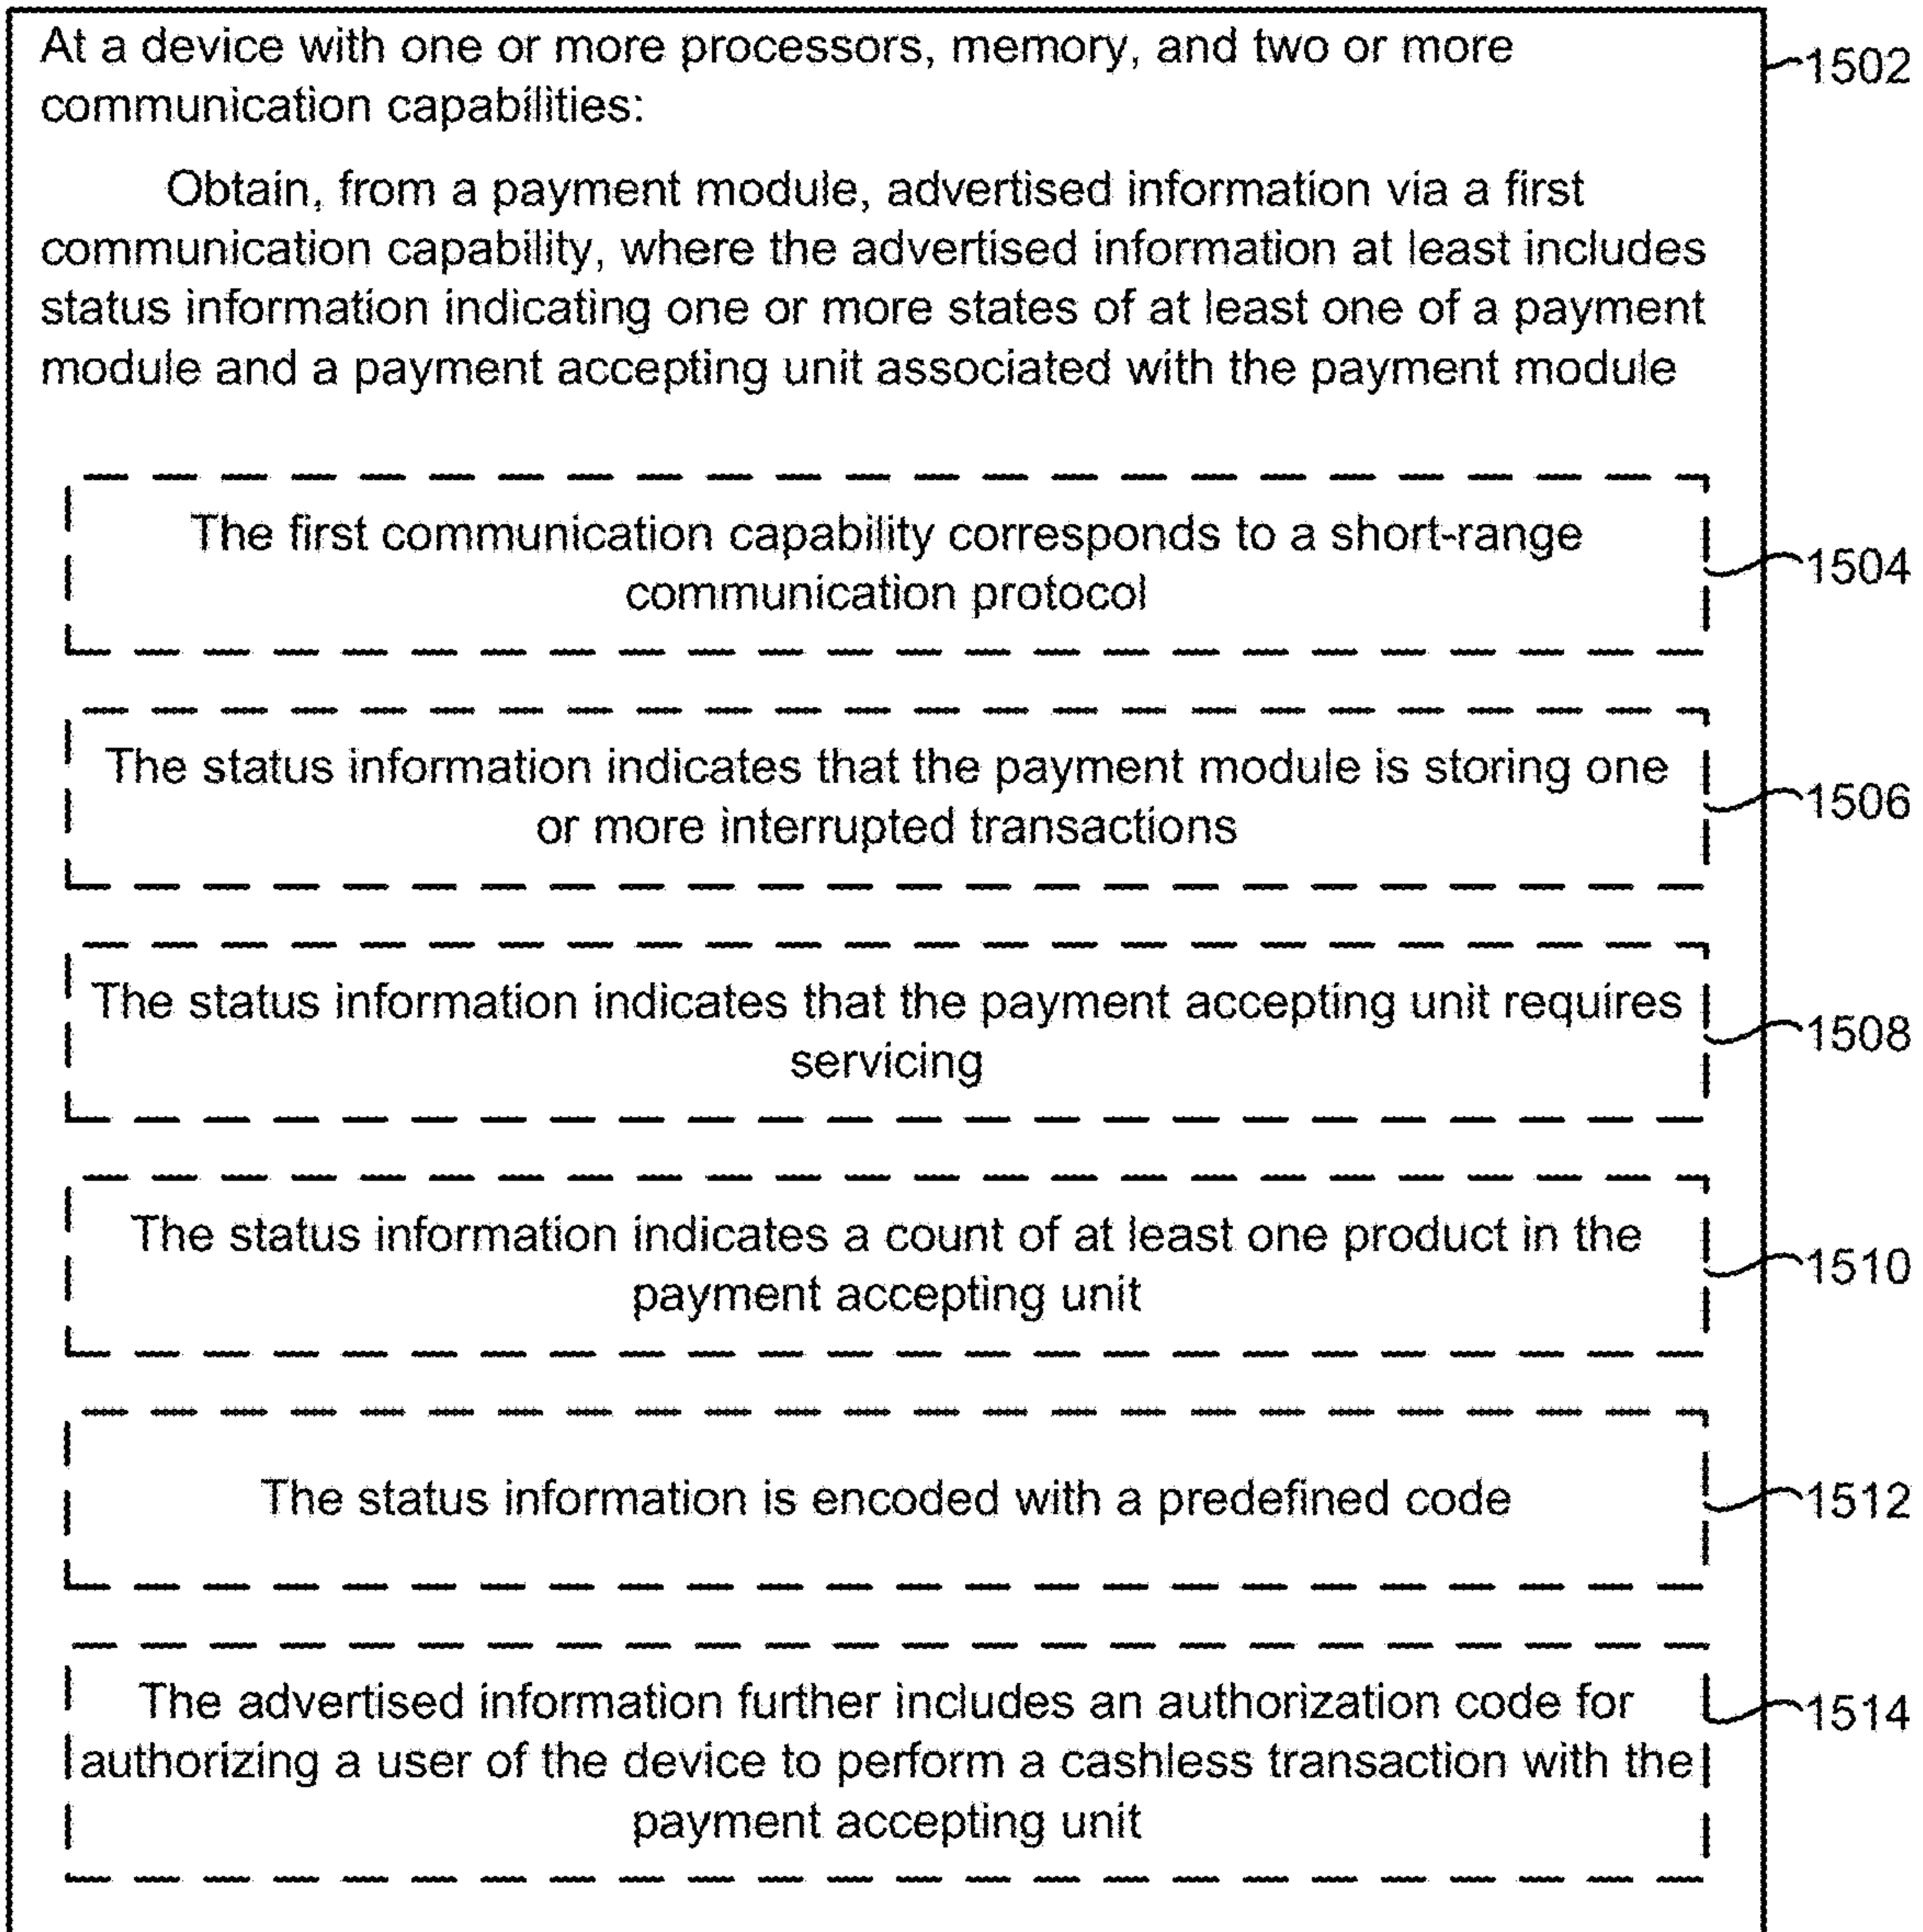 At a device with one or more processors, memory, and two or more
communication capabilities:
1502
Obtain, from a payment module, advertised information via a first
communication capability, where the advertised information at least includes
status information indicating one or more states of at least one of a payment
module and a payment accepting unit associated with the payment module
The first communication capability corresponds to a short-range
communication protocol
1504
The status information indicates that the payment module is storing one
or more interrupted transactions
1506
The status information indicates that the payment accepting unit requires
servicing
1508
The status information indicates a count of at least one product in the
payment accepting unit
1510
The status information is encoded with a predefined code
1512
The advertised information further includes an authorization code for
authorizing a user of the device to perform a cashless transaction with the
payment accepting unit
1514